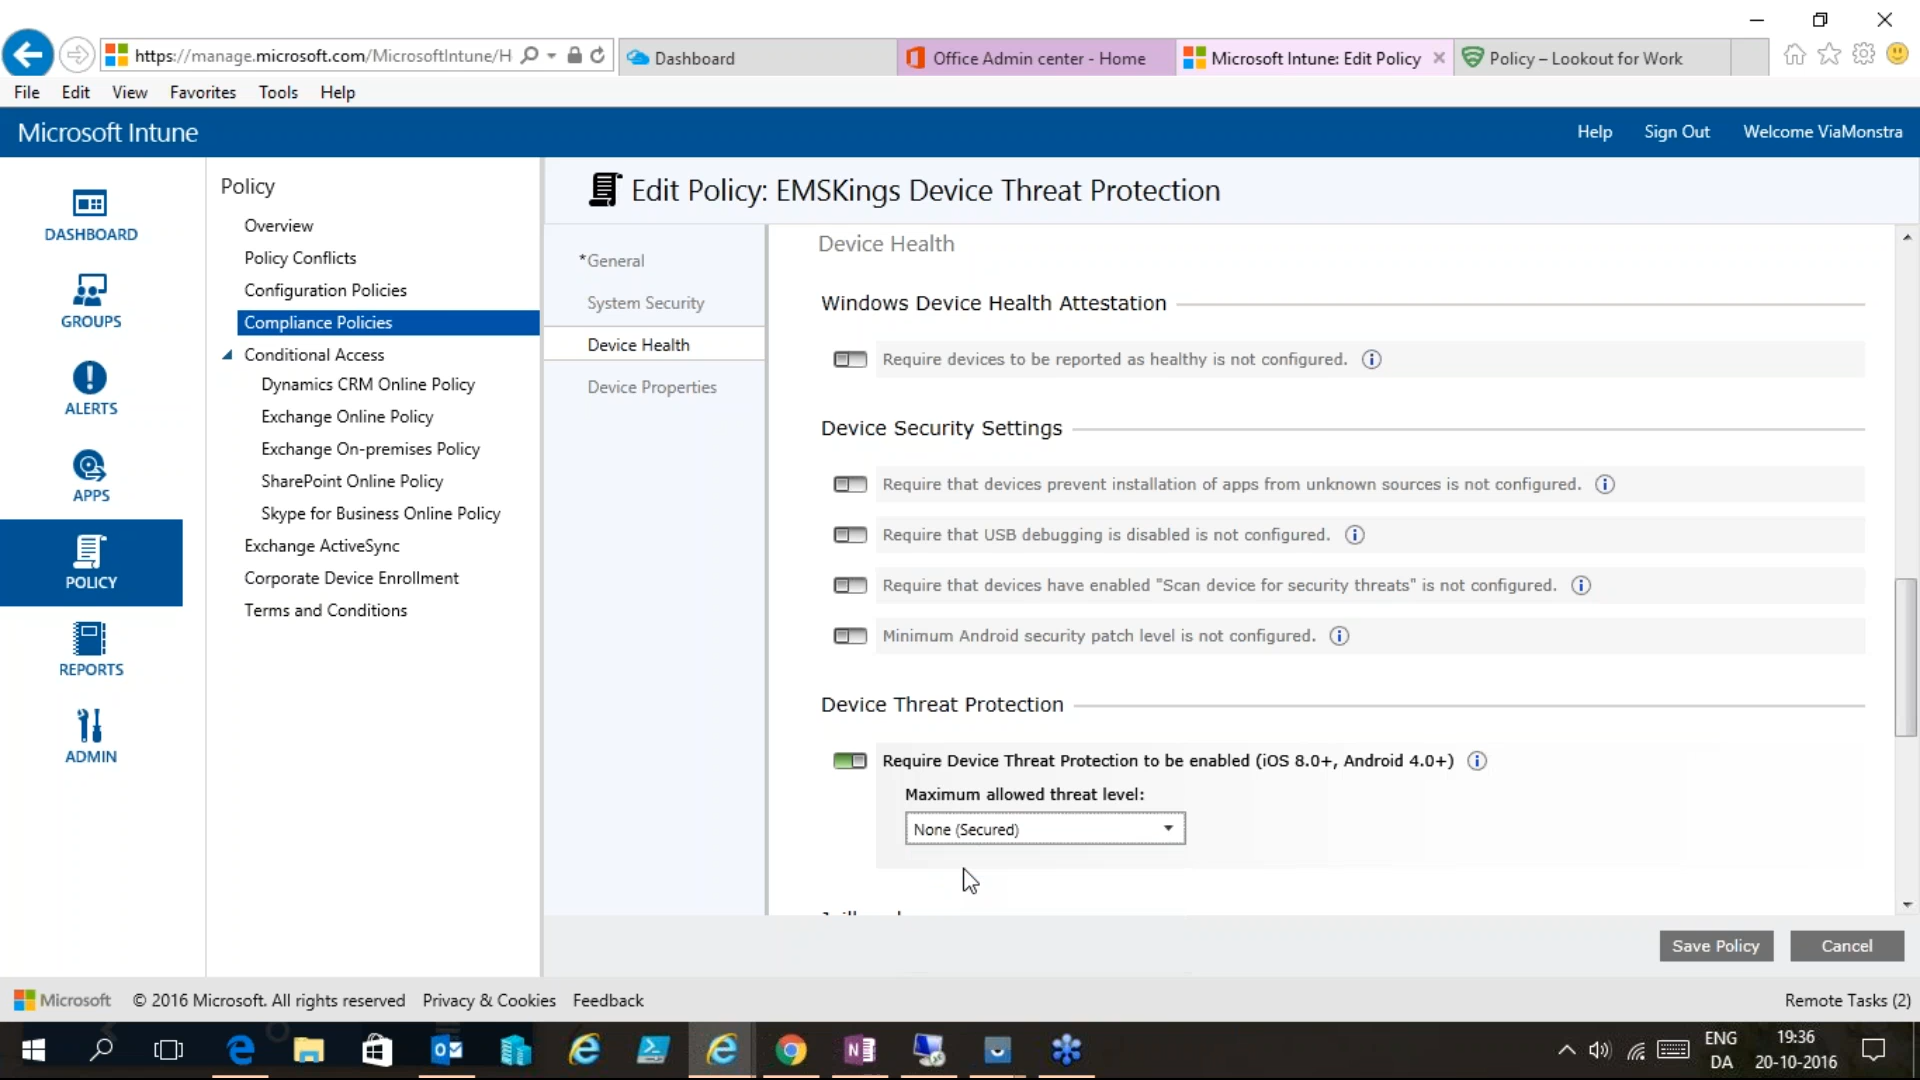 https://manage.microsoft.com/MicrosoftIntune/H
Dashboard
Office Admin center - Home
Microsoft Intune: Edit Policy
Policy – Lookout for Work
File Edit View Favorites Tools Help
Microsoft Intune
Help Sign Out Welcome ViaMonstra
DASHBOARD
GROUPS
ALERTS
APPS
POLICY
REPORTS
ADMIN
Policy
Overview
Policy Conflicts
Configuration Policies
Compliance Policies
Conditional Access
Dynamics CRM Online Policy
Exchange Online Policy
Exchange On-premises Policy
SharePoint Online Policy
Skype for Business Online Policy
Exchange ActiveSync
Corporate Device Enrollment
Terms and Conditions
Edit Policy: EMSKings Device Threat Protection
*General
System Security
Device Health
Device Properties
Device Health
Windows Device Health Attestation
Require devices to be reported as healthy is not configured.
Device Security Settings
Require that devices prevent installation of apps from unknown sources is not configured.
Require that USB debugging is disabled is not configured.
Require that devices have enabled "Scan device for security threats" is not configured.
Minimum Android security patch level is not configured.
Device Threat Protection
Require Device Threat Protection to be enabled (iOS 8.0+, Android 4.0+)
Maximum allowed threat level:
None (Secured)
Save Policy Cancel
Microsoft © 2016 Microsoft. All rights reserved Privacy & Cookies Feedback
Remote Tasks (2)
ENG
DA
19:36
20-10-2016